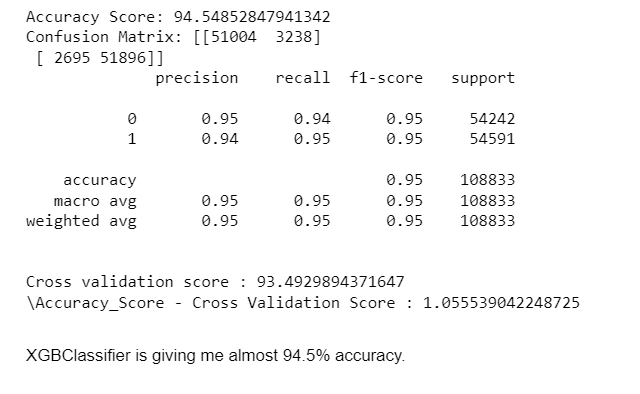 Accuracy Score: 94.54852847941342
Confusion Matrix: [[51004  3238]
 [ 2695 51896]]
              precision    recall  f1-score   support

           0       0.95      0.94      0.95     54242
           1       0.94      0.95      0.95     54591

    accuracy                           0.95    108833
   macro avg       0.95      0.95      0.95    108833
weighted avg       0.95      0.95      0.95    108833

Cross validation score : 93.4929894371647
\Accuracy_Score - Cross Validation Score : 1.055539042248725

XGBClassifier is giving me almost 94.5% accuracy.